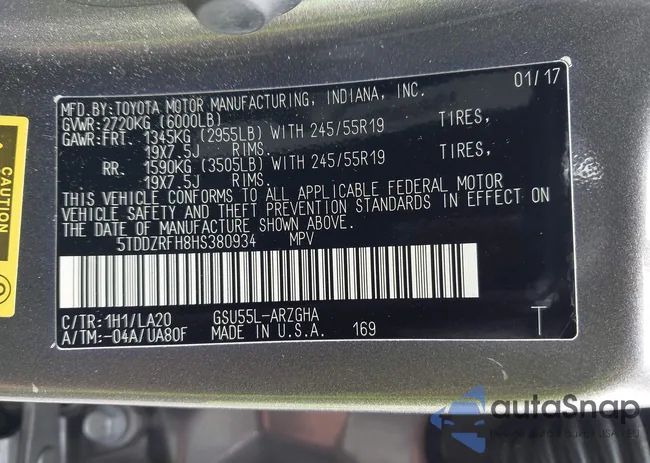 MFD.BY:TOYOTA MOTOR MANUFACTURING, INDIANA, INC. 01/17
GVWR:2720KG (6000LB)
GAWR:FRT. 1345KG (2955LB) WITH 245/55R19 TIRES,
19X7.5J RIMS.
RR. 1590KG (3505LB) WITH 245/55R19 TIRES,
19X7.5J RIMS.
THIS VEHICLE CONFORMS TO ALL APPLICABLE FEDERAL MOTOR
VEHICLE SAFETY AND THEFT PREVENTION STANDARDS IN EFFECT ON
THE DATE OF MANUFACTURE SHOWN ABOVE.
5TDDZRFH8HS380934 MPV
C/TR:1H1/LA20 GSU55L-ARZGHA
A/TM:-04A/UA80F MADE IN U.S.A. 169 T
CAUTION
autoSnap